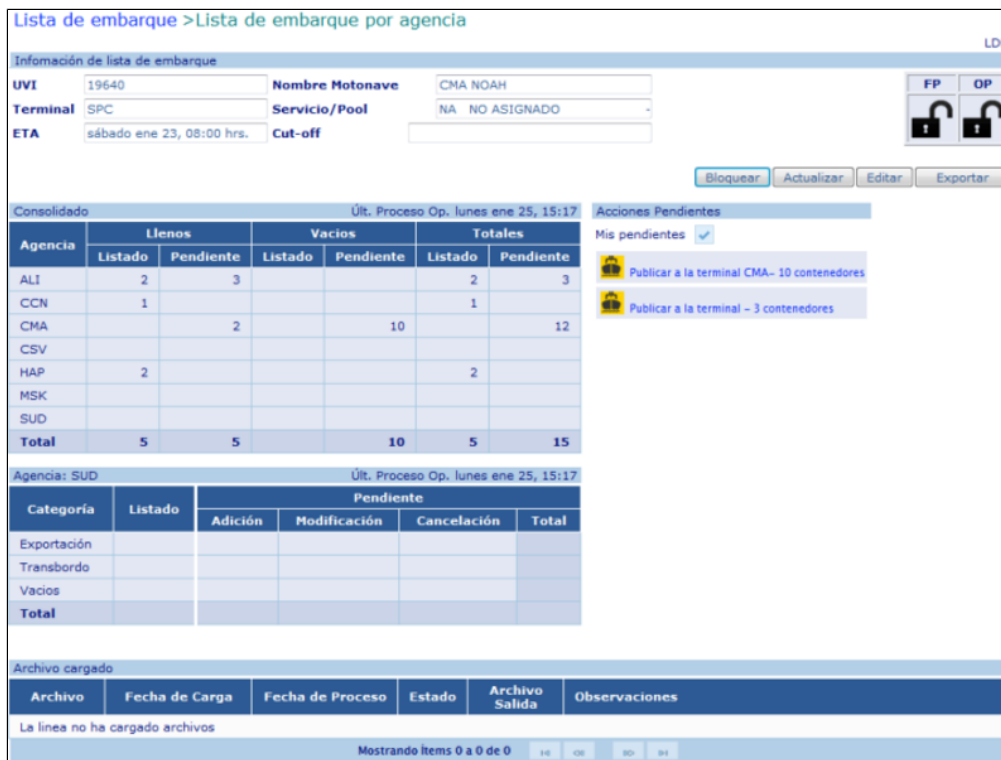 Lista de embarque >Lista de embarque por agencia
LD
Infomación de lista de embarque
UVI 19640 Nombre Motonave CMA NOAH FP OP
Terminal SPC Servicio/Pool NA NO ASIGNADO -
ETA sábado ene 23, 08:00 hrs. Cut-off
Bloquear Actualizar Editar Exportar
Consolidado Últ. Proceso Op. lunes ene 25, 15:17 Acciones Pendientes
Agencia Llenos Vacios Totales Mis pendientes
Listado Pendiente Listado Pendiente Listado Pendiente
Publicar a la terminal CMA– 10 contenedores
ALI 2 3 2 3
CCN 1 1
Publicar a la terminal – 3 contenedores
CMA 2 10 12
CSV
HAP 2 2
MSK
SUD
Total 5 5 10 5 15
Agencia: SUD Últ. Proceso Op. lunes ene 25, 15:17
Categoría Listado Pendiente
Adición Modificación Cancelación Total
Exportación
Transbordo
Vacios
Total
Archivo cargado
Archivo Fecha de Carga Fecha de Proceso Estado Archivo Salida Observaciones
La linea no ha cargado archivos
Mostrando Ítems 0 a 0 de 0